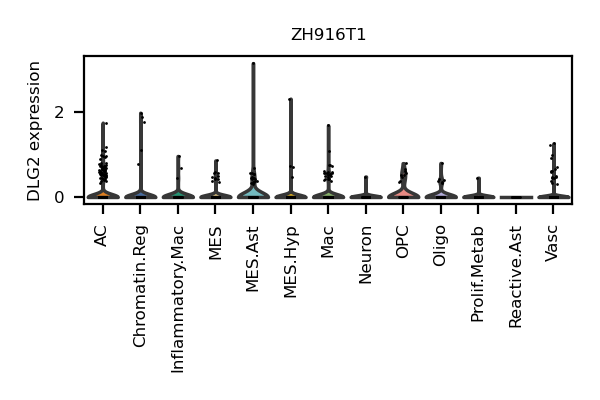 ZH916T1
DLG2 expression
2
0
AC
Chromatin.Reg
Inflammatory.Mac
MES
MES.Ast
MES.Hyp
Mac
Neuron
OPC
Oligo
Prolif.Metab
Reactive.Ast
Vasc